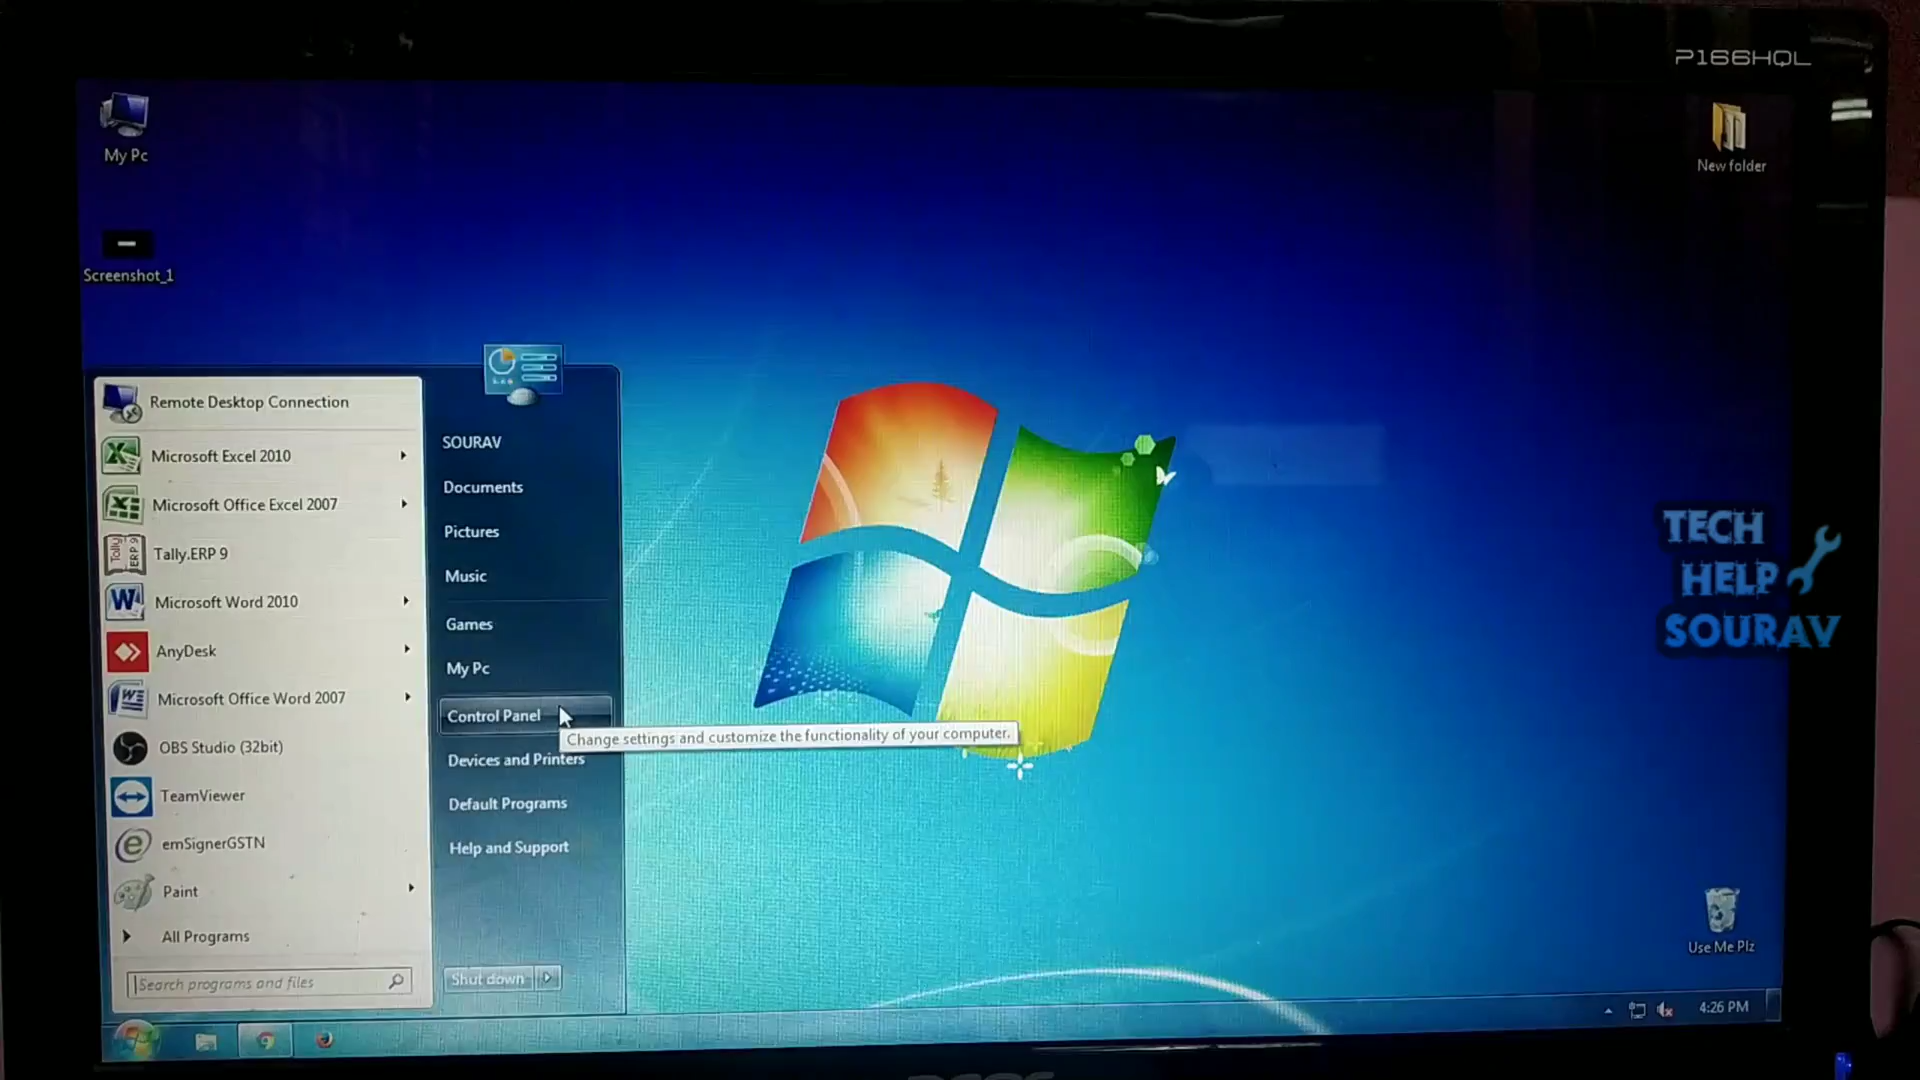 P166HQL
My Pc
New folder
Screenshot_1
Remote Desktop Connection
Microsoft Excel 2010
Microsoft Office Excel 2007
Tally.ERP 9
Microsoft Word 2010
AnyDesk
Microsoft Office Word 2007
OBS Studio (32bit)
TeamViewer
emSignerGSTN
Paint
All Programs
Search programs and files
SOURAV
Documents
Pictures
Music
Games
My Pc
Control Panel
Change settings and customize the functionality of your computer.
Devices and Printers
Default Programs
Help and Support
Shut down
TECH
HELP
SOURAV
Use Me Plz
4:26 PM